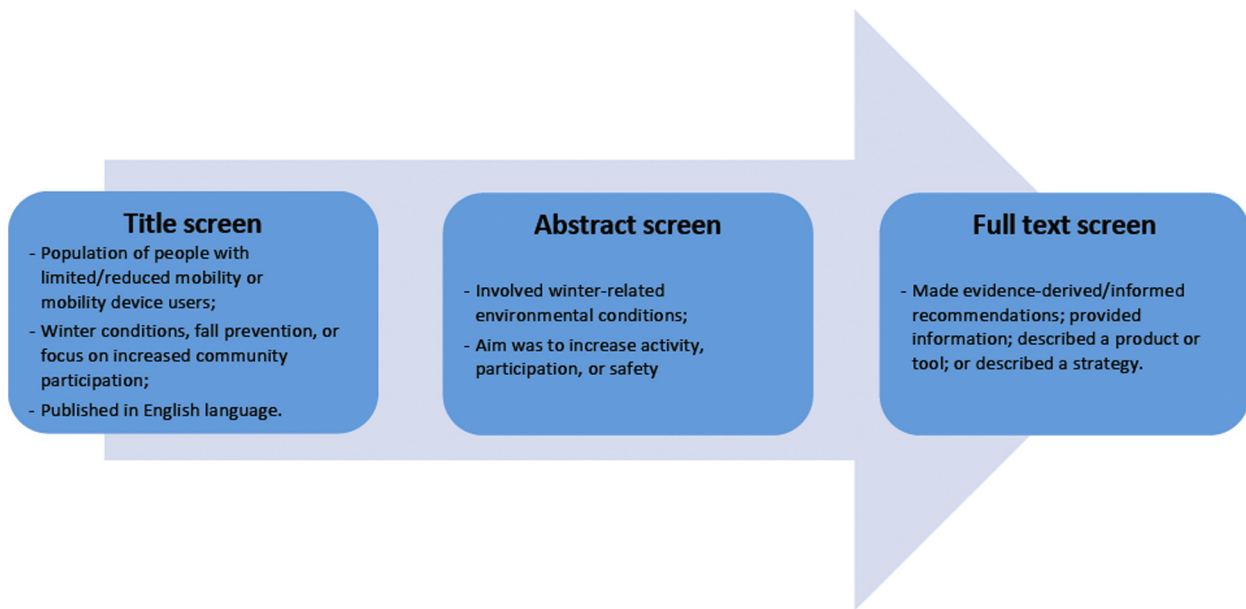 Title screen
- Population of people with
limited/reduced mobility or
mobility device users;
- Winter conditions, fall prevention, or
focus on increased community
participation;
- Published in English language.
Abstract screen
- Involved winter-related
environmental conditions;
- Aim was to increase activity,
participation, or safety
Full text screen
- Made evidence-derived/informed
recommendations; provided
information; described a product or
tool; or described a strategy.